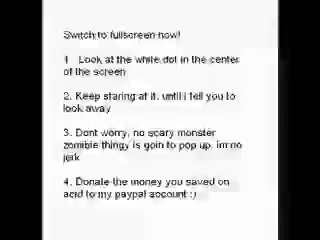 Switch to fullscreen now!
1. Look at the white dot in the center
of the screen
2. Keep staring at it, until i tell you to
look away
3. Dont worry, no scary monster
zombie thingy is goin to pop up, im no
jerk
4. Donate the money you saved on
acid to my paypal account :)